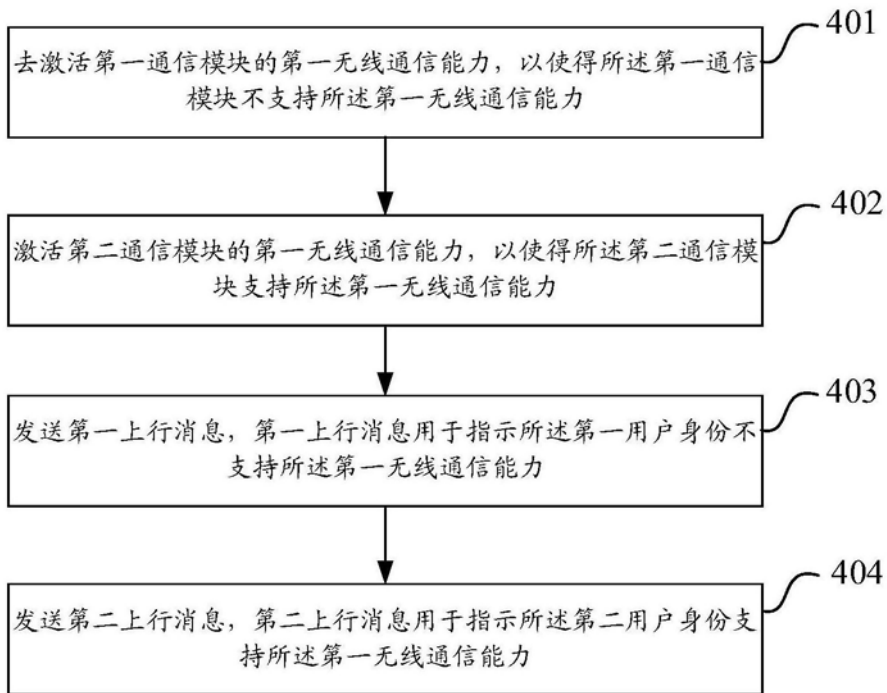 401
去激活第一通信模块的第一无线通信能力，以使得所述第一通信
模块不支持所述第一无线通信能力
402
激活第二通信模块的第一无线通信能力，以使得所述第二通信模
块支持所述第一无线通信能力
403
发送第一上行消息，第一上行消息用于指示所述第一用户身份不
支持所述第一无线通信能力
404
发送第二上行消息，第二上行消息用于指示所述第二用户身份支
持所述第一无线通信能力